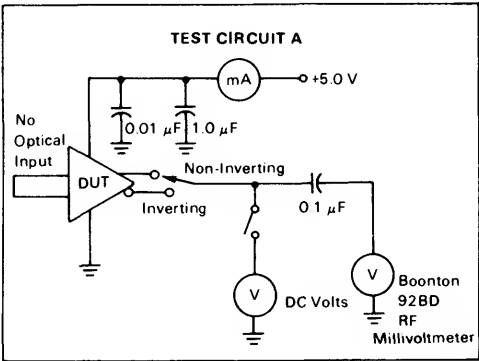 TEST CIRCUIT A
mA
+5.0 V
0.01 μF
1.0 μF
No
Optical
Input
DUT
Non-Inverting
Inverting
0.1 μF
V
DC Volts
V
Boonton
92BD
RF
Millivoltmeter